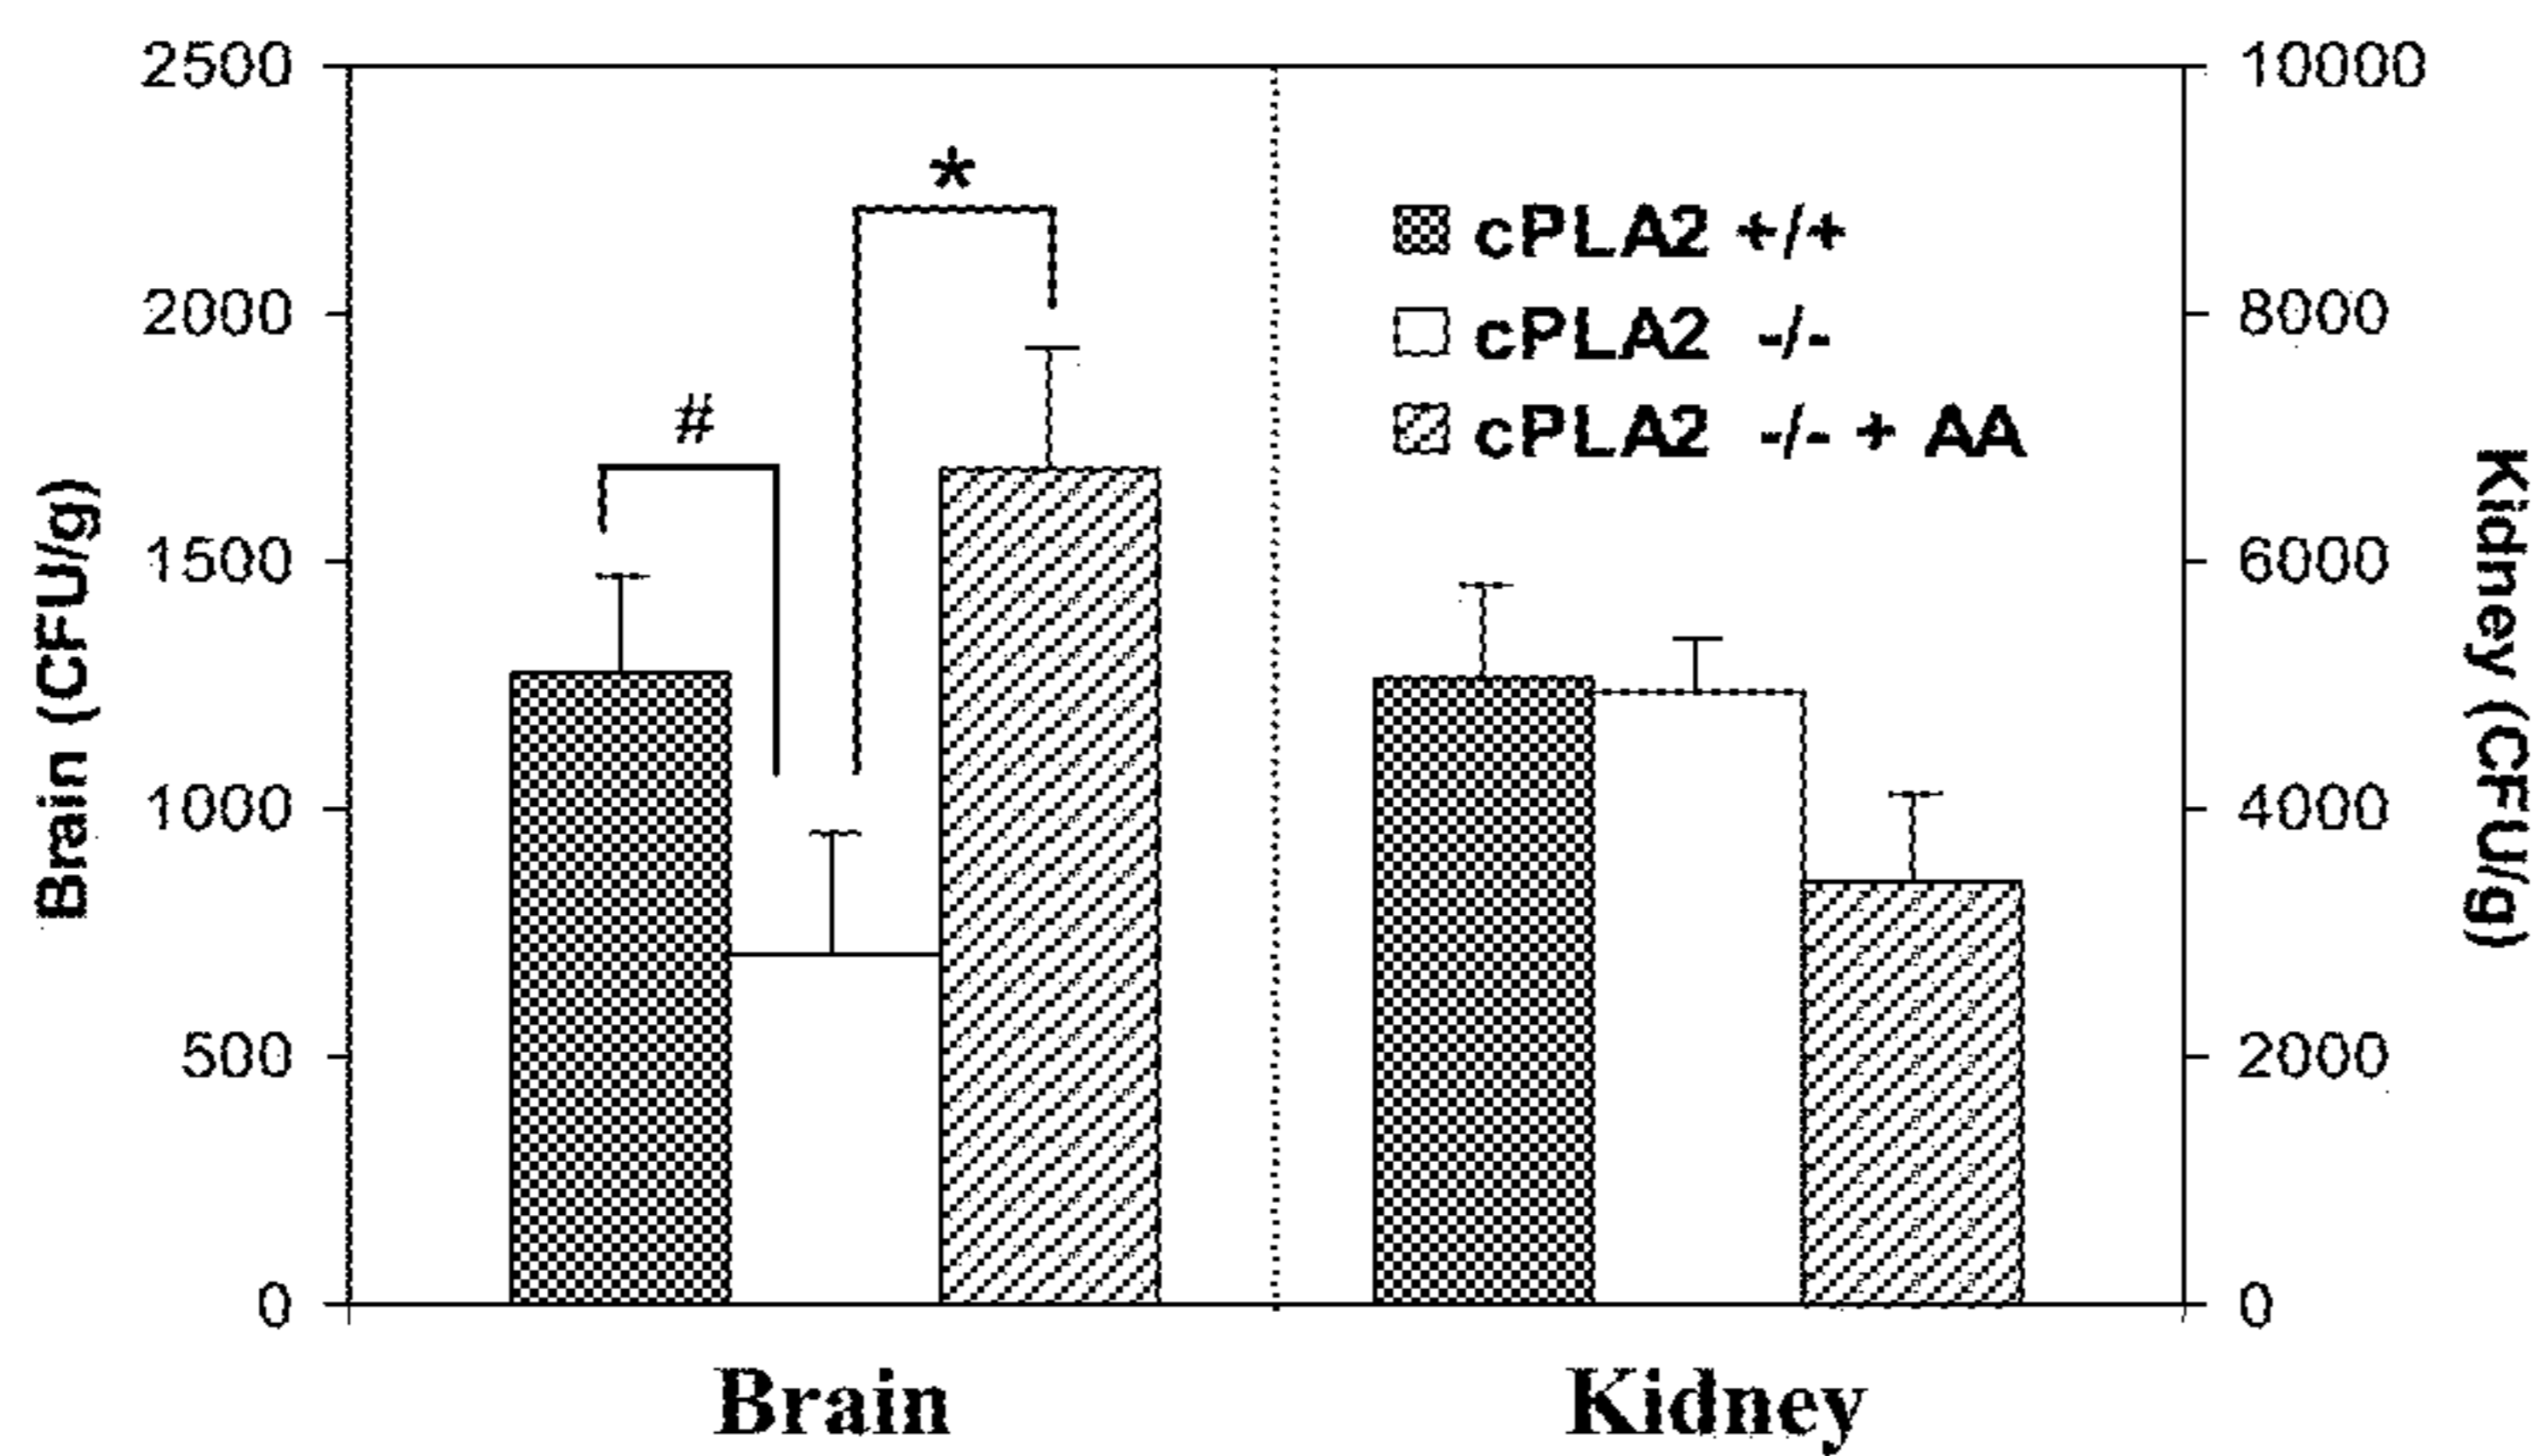 2500
2000
1500
1000
500
0
Brain (CFU/g)
#
*
cPLA2 +/+
cPLA2 -/-
cPLA2 -/- + AA
10000
8000
6000
4000
2000
0
Kidney (CFU/g)
Brain
Kidney